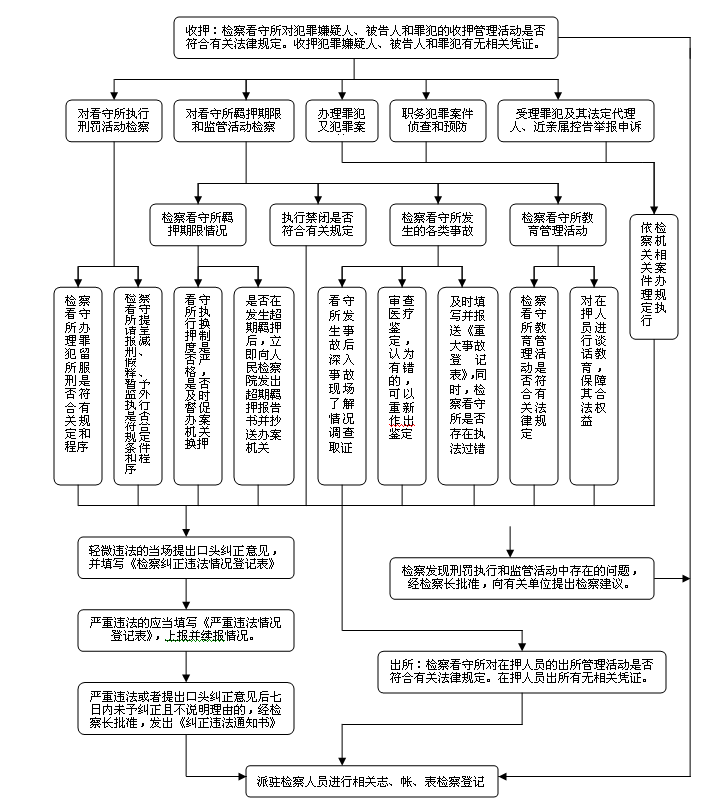 收押：检察看守所对犯罪嫌疑人、被告人和罪犯的收押管理活动是否
符合有关法律规定。收押犯罪嫌疑人、被告人和罪犯有无相关凭证。
对看守所执行
刑罚活动检察
对看守所羁押期限
和监管活动检察
办理罪犯
又犯罪案
职务犯罪案件
侦查和预防
受理罪犯及其法定代理
人、近亲属控告举报申诉
检察看守所羁
押期限情况
执行禁闭是否
符合有关规定
检察看守所发
生的各类事故
检察看守所教
育管理活动
依检
察机
关相
关案
件办
理规
定执
行
检察
看守
所办
理罪
犯留
所服
刑是
否符
合有
关规
定和
程序
检察
看守
所提
请呈
报减
刑、
假
释、
暂予
监外
执行
是否
符合
规定
条件
和程
序
看守
所执
行换
押制
度是
否严
格，
是否
及时
督促
办案
机关
换押
是否在
发生超
期羁押
后，立
即向人
民检察
院发出
超期羁
押报告
书并抄
送办案
机关
看守
所发
生事
故后
深入
事故
现场
了解
情况
调查
取证
审查
医疗
鉴定，
认为
有错
的，
可以
重新
作出
鉴定
及时填
写并报
送《重
大事故
登记
表》，同
时，检
察看守
所是否
存在执
法过错
检察
看守
所教
育管
理活
动是
否符
合有
关法
律规
定
对在
押人
员进
行谈
话教
育，
保障
其合
法权
益
轻微违法的当场提出口头纠正意见，
并填写《检察纠正违法情况登记表》
检察发现刑罚执行和监管活动中存在的问题，
经检察长批准，向有关单位提出检察建议。
严重违法的应当填写《严重违法情况
登记表》，上报并续报情况。
出所：检察看守所对在押人员的出所管理活动是否
符合有关法律规定。在押人员出所有无相关凭证。
严重违法或者提出口头纠正意见后七
日内未予纠正且不说明理由的，经检
察长批准，发出《纠正违法通知书》
派驻检察人员进行相关志、帐、表检察登记